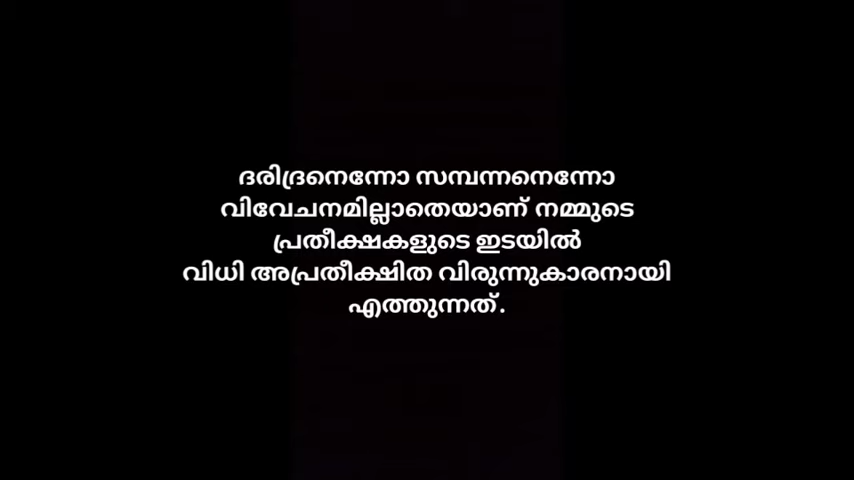 ദരിദ്രനെന്നോ സമ്പന്നനെന്നോ
വിവേചനമില്ലാതെയാണ് നമ്മുടെ
പ്രതീക്ഷകളുടെ ഇടയിൽ
വിധി അപ്രതീക്ഷിത വിരുന്നുകാരനായി
എത്തുന്നത്.